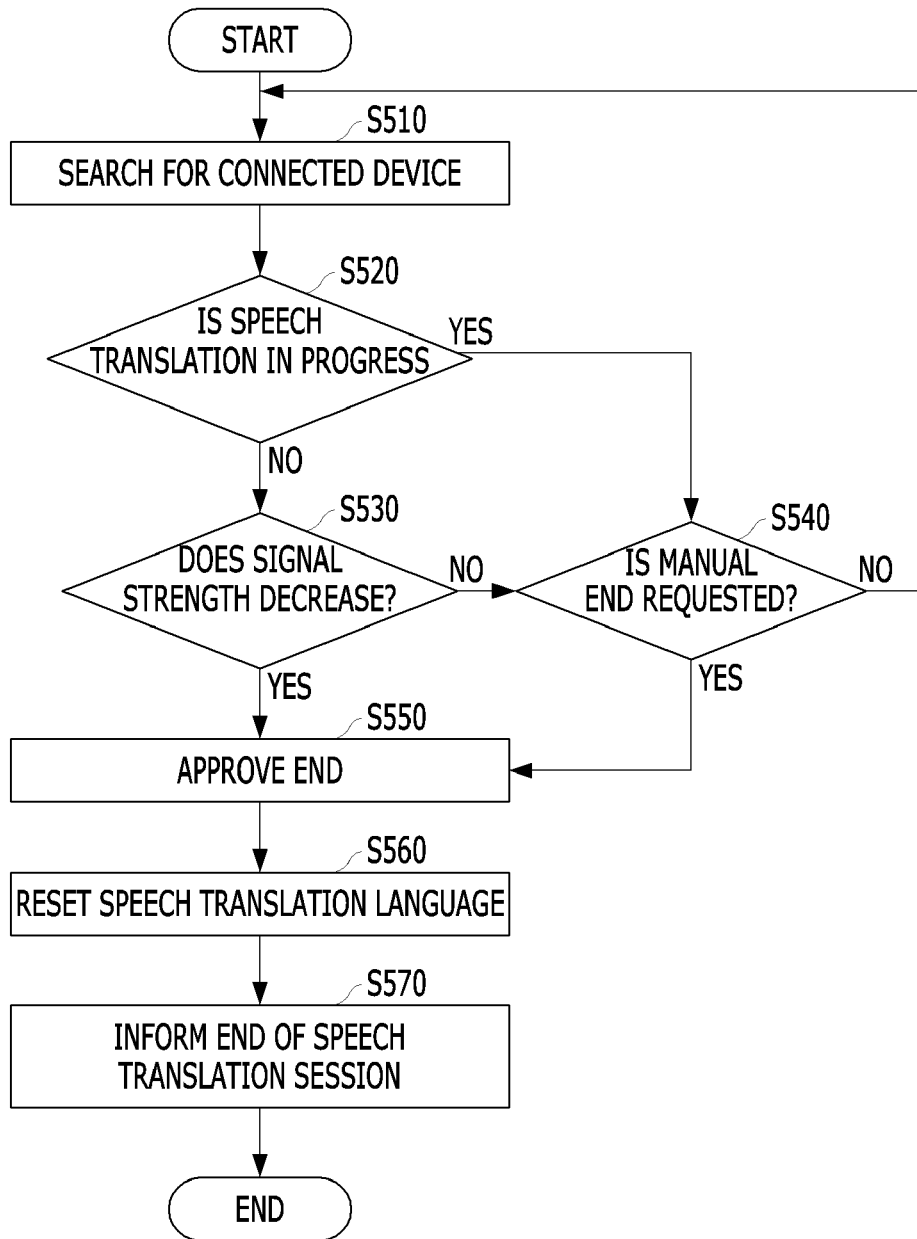 START
S510
SEARCH FOR CONNECTED DEVICE
S520
IS SPEECH
TRANSLATION IN PROGRESS
YES
NO
S530
DOES SIGNAL
STRENGTH DECREASE?
NO
YES
S540
IS MANUAL
END REQUESTED?
NO
YES
S550
APPROVE END
S560
RESET SPEECH TRANSLATION LANGUAGE
S570
INFORM END OF SPEECH
TRANSLATION SESSION
END